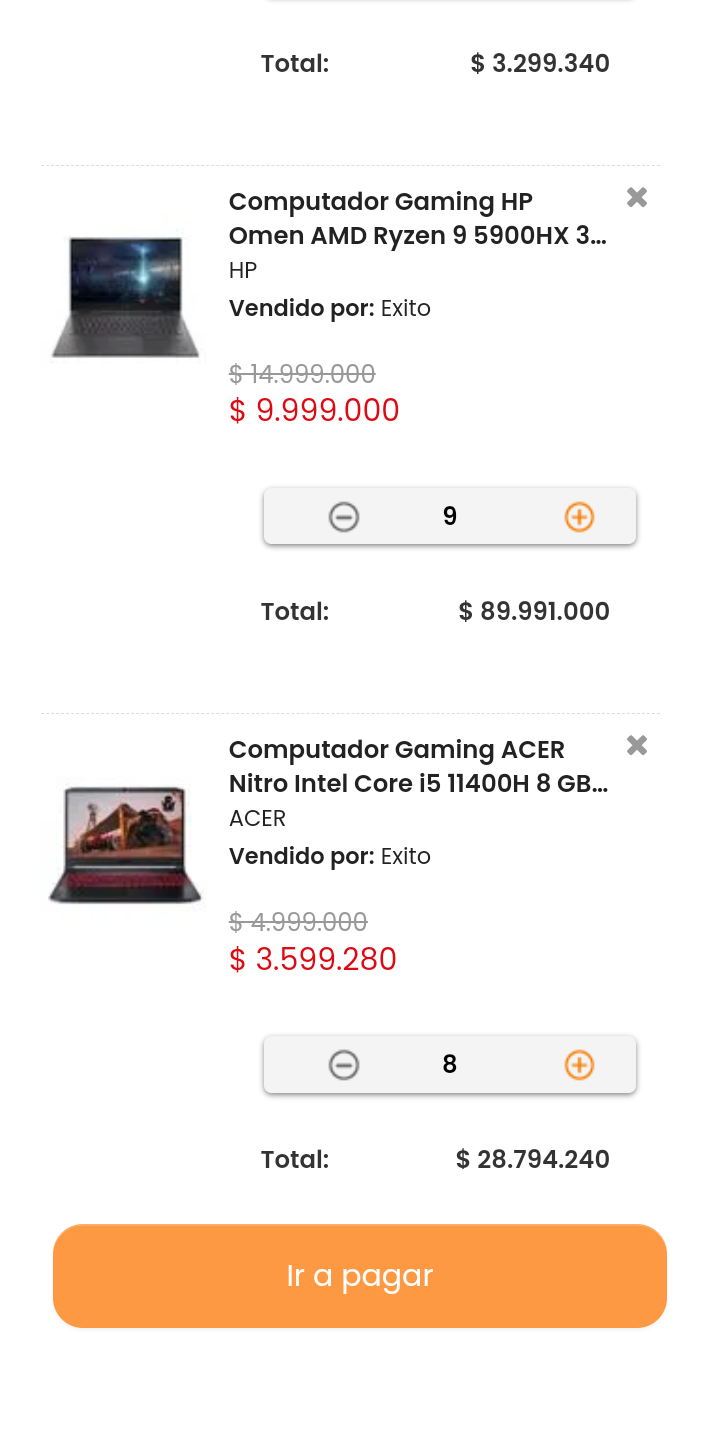 Total: $ 3.299.340
Computador Gaming HP
Omen AMD Ryzen 9 5900HX 3...
HP
Vendido por: Exito
$ 14.999.000
$ 9.999.000
9
Total: $ 89.991.000
Computador Gaming ACER
Nitro Intel Core i5 11400H 8 GB...
ACER
Vendido por: Exito
$ 4.999.000
$ 3.599.280
8
Total: $ 28.794.240
Ir a pagar